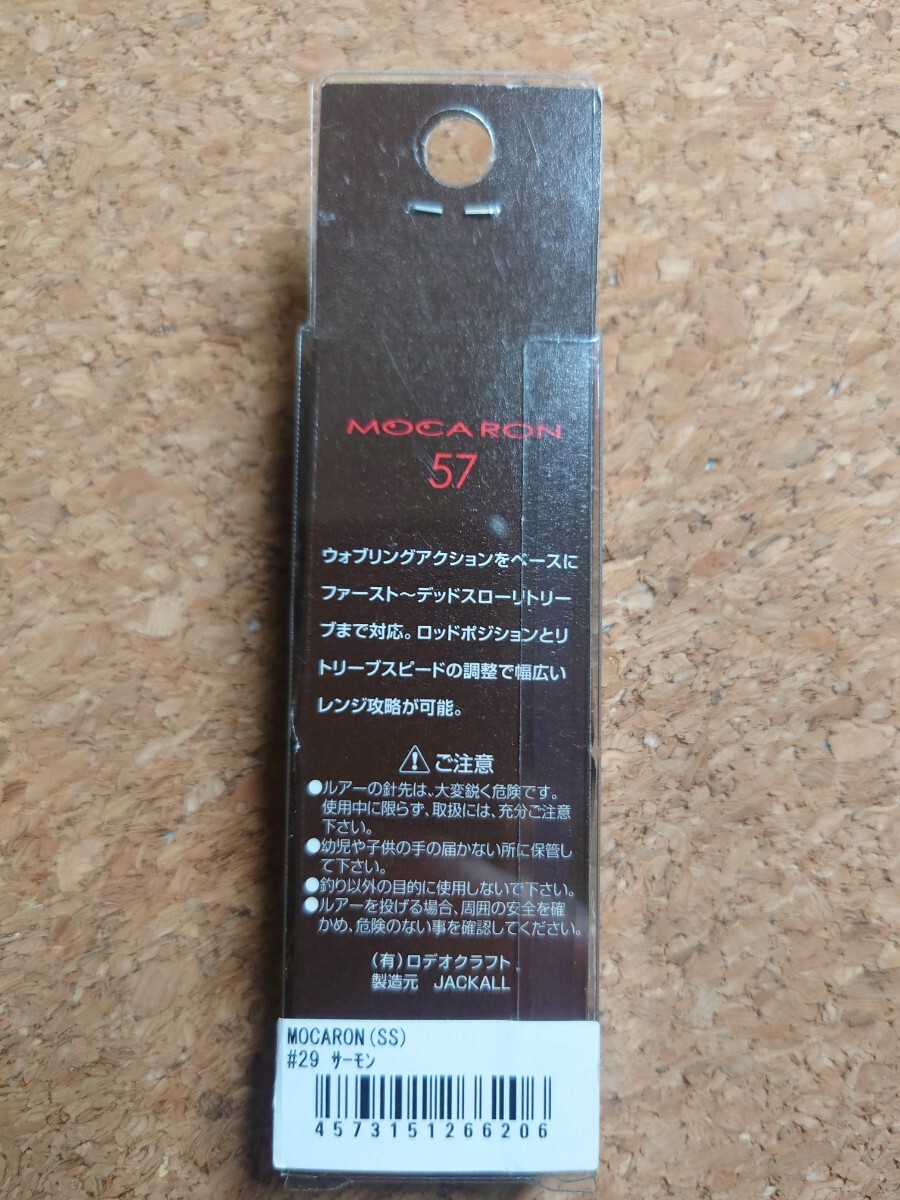 MOCARON
57
ウォブリングアクションをベースに
ファースト～デッドスローリトリー
ブまで対応。ロッドポジションとリ
トリーブスピードの調整で幅広い
レンジ攻略が可能。
ご注意
●ルアーの針先は、大変鋭く危険です。
使用中に限らず、取扱には、充分ご注意
下さい。
●幼児や子供の手の届かない所に保管し
て下さい。
●釣り以外の目的に使用しないで下さい。
●ルアーを投げる場合、周囲の安全を確
かめ、危険のない事を確認してください。
（有）ロデオクラフト
製造元　JACKALL
MOCARON(SS)
#29 サーモン
4573151266206